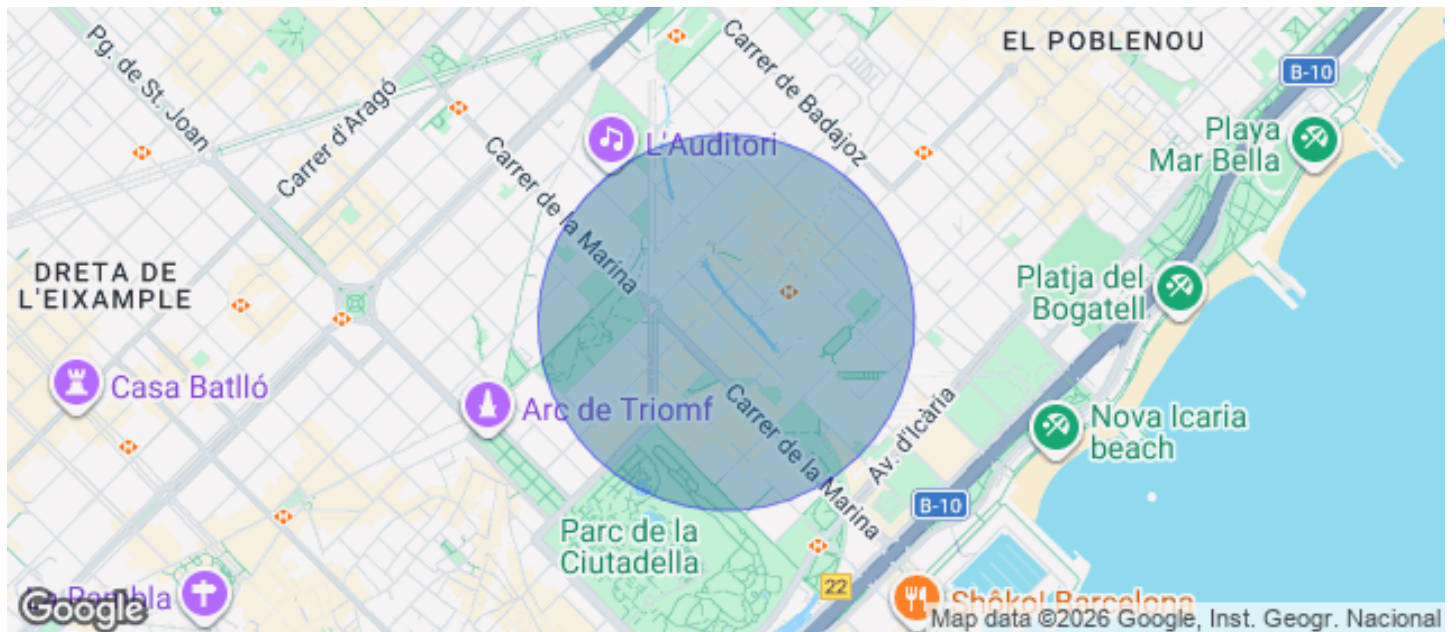 Pg. de St. Joan
Carrer d'Aragó
Carrer de Badajoz
EL POBLENOU
B-10
L'Auditori
Playa
Mar Bella
Carrer de la Marina
DRETA DE
L'EIXAMPLE
Platja del
Bogatell
Casa Batlló
Arc de Triomf
Carrer de la Marina
Av. d'Icària
Nova Icaria
beach
B-10
Parc de la
Ciutadella
22
La Rambla
Shôko! Barcelona
Google
Map data ©2026 Google, Inst. Geogr. Nacional